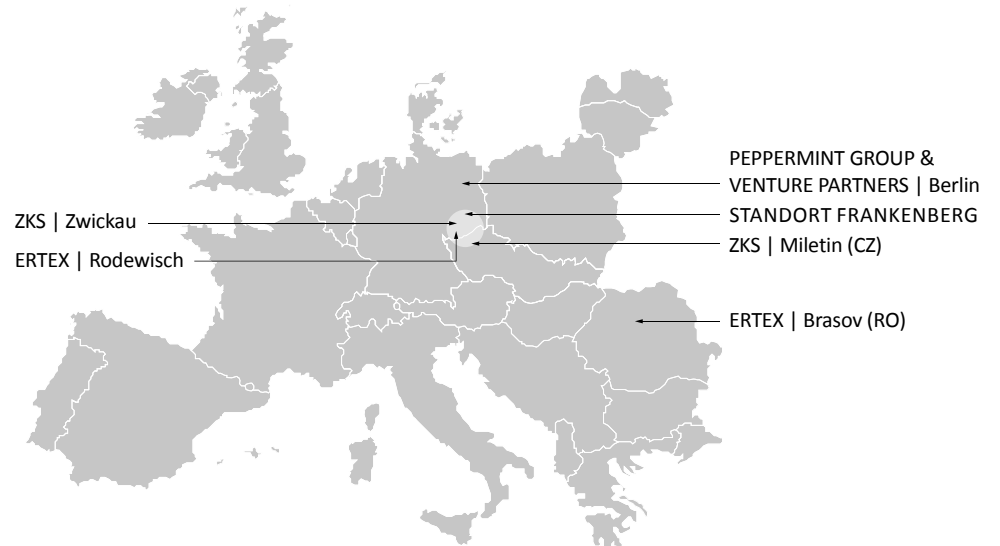 ZKS | Zwickau
ERTEX | Rodewisch
PEPPERMINT GROUP &
VENTURE PARTNERS | Berlin
STANDORT FRANKENBERG
ZKS | Miletin (CZ)
ERTEX | Brasov (RO)